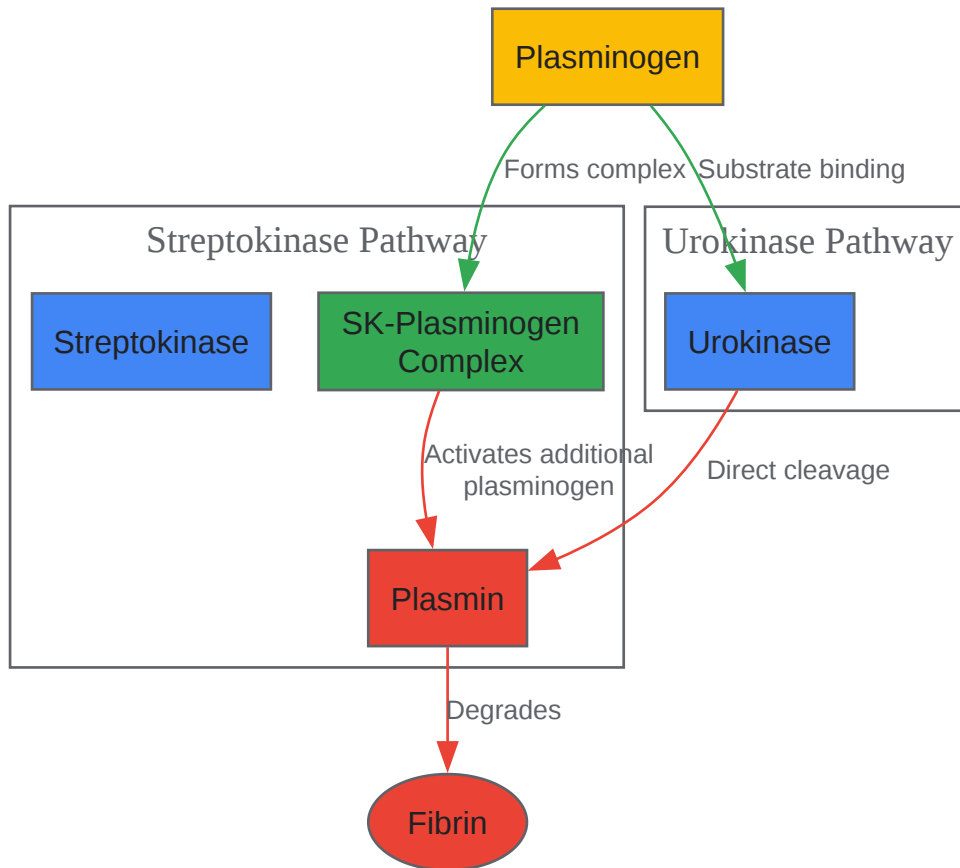 Plasminogen
Forms complex
Substrate binding
Streptokinase Pathway
Urokinase Pathway
Streptokinase
SK-Plasminogen
Complex
Urokinase
Activates additional
plasminogen
Direct cleavage
Plasmin
Degrades
Fibrin